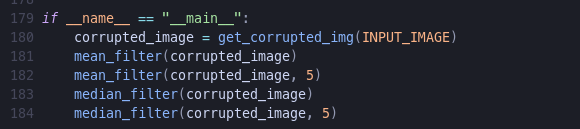 179 if __name__ == "__main__":
180     corrupted_image = get_corrupted_img(INPUT_IMAGE)
181     mean_filter(corrupted_image)
182     mean_filter(corrupted_image, 5)
183     median_filter(corrupted_image)
184     median_filter(corrupted_image, 5)